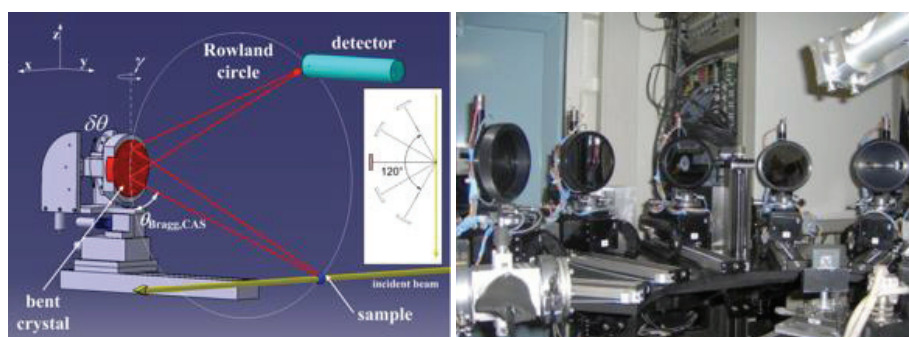 z
x
y
γ
Rowland
circle
detector
δθ
120°
θBragg,CAS
incident beam
bent
crystal
sample